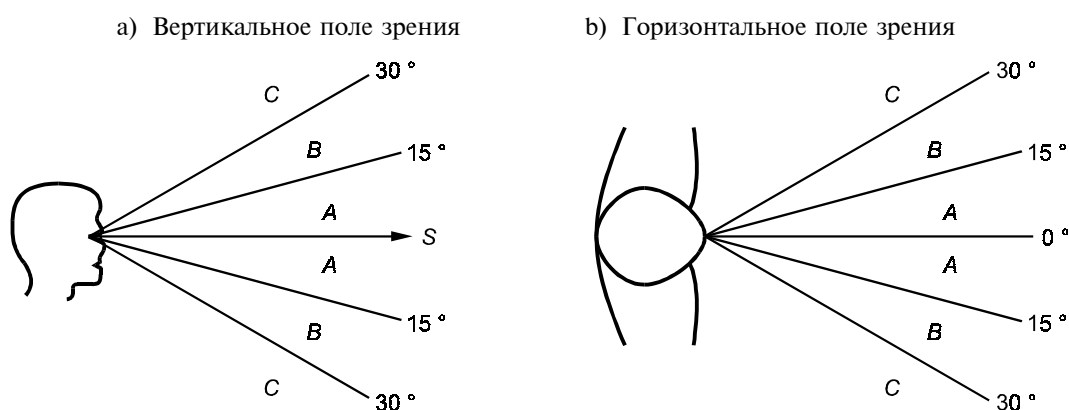 a) Вертикальное поле зрения
b) Горизонтальное поле зрения
30 °
C
B
15 °
A
S
A
15 °
B
C
30 °
30 °
C
B
15 °
A
0 °
A
15 °
B
C
30 °